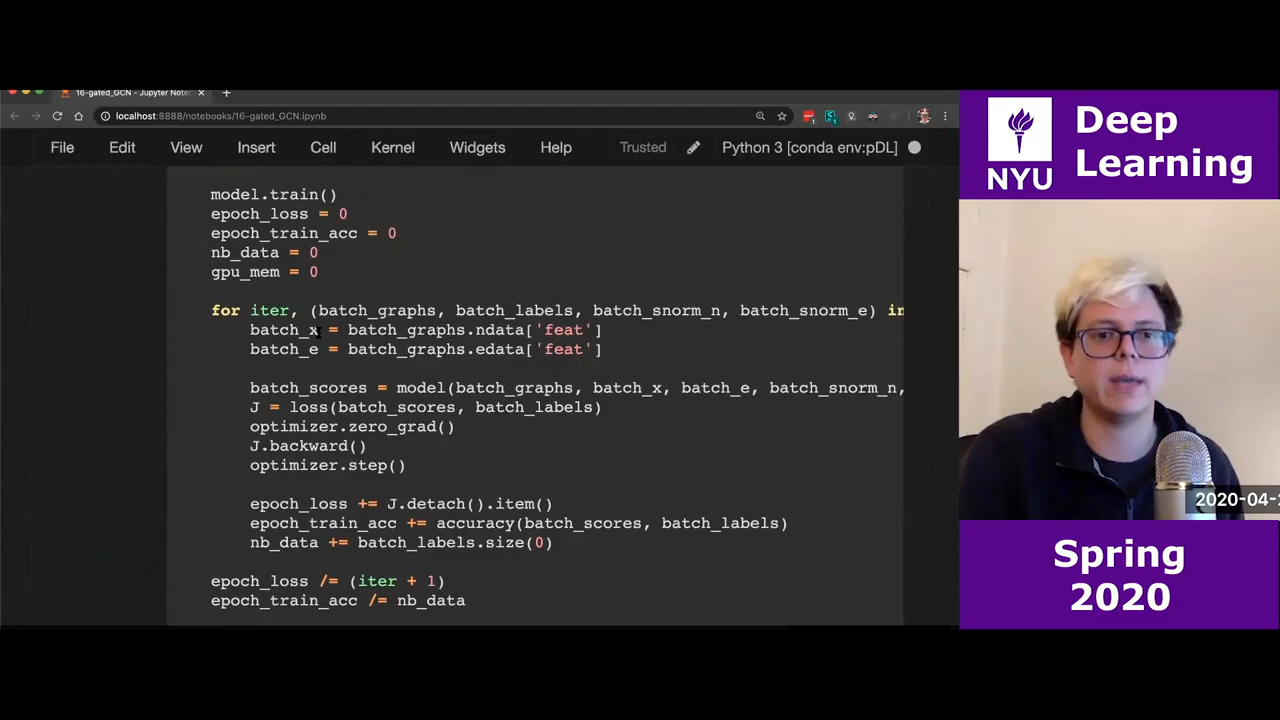 16-gated_GCN - Jupyter Note
localhost:8888/notebooks/16-gated_GCN.ipynb
File Edit View Insert Cell Kernel Widgets Help Trusted Python 3 [conda env:pDL]
model.train()
epoch_loss = 0
epoch_train_acc = 0
nb_data = 0
gpu_mem = 0
for iter, (batch_graphs, batch_labels, batch_snorm_n, batch_snorm_e) in
batch_x = batch_graphs.ndata['feat']
batch_e = batch_graphs.edata['feat']
batch_scores = model(batch_graphs, batch_x, batch_e, batch_snorm_n,
J = loss(batch_scores, batch_labels)
optimizer.zero_grad()
J.backward()
optimizer.step()
epoch_loss += J.detach().item()
epoch_train_acc += accuracy(batch_scores, batch_labels)
nb_data += batch_labels.size(0)
epoch_loss /= (iter + 1)
epoch_train_acc /= nb_data
NYU
Deep
Learning
2020-04-2
Spring
2020